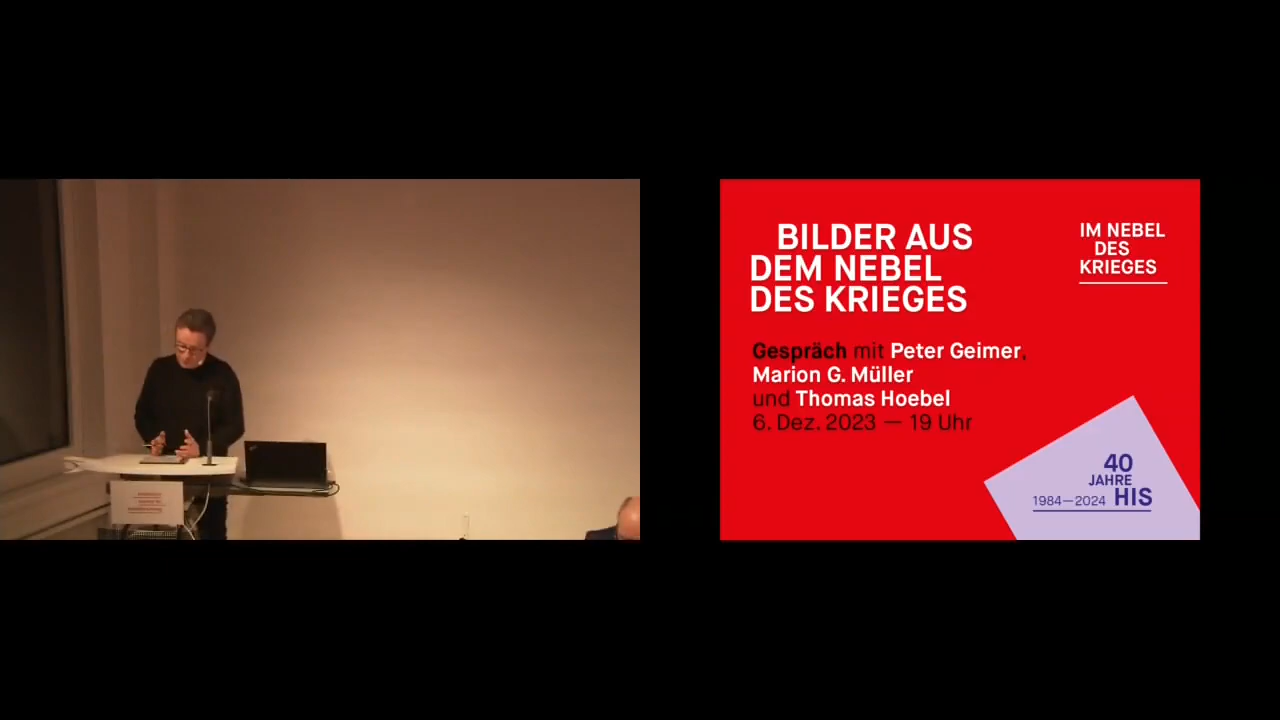 BILDER AUS
DEM NEBEL
DES KRIEGES
IM NEBEL
DES
KRIEGES
Gespräch mit Peter Geimer,
Marion G. Müller
und Thomas Hoebel
6. Dez. 2023 — 19 Uhr
40
JAHRE
1984—2024 HIS